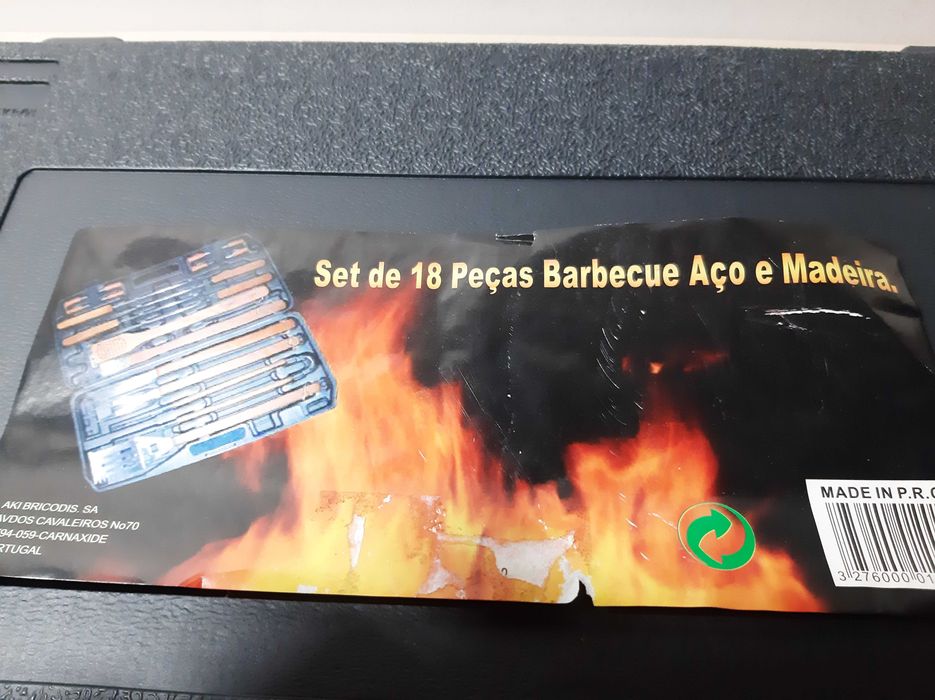 Set de 18 Peças Barbecue Aço e Madeira.
AKI BRICODIS. SA
AVDOS CAVALEIROS No70
794-059-CARNAXIDE
RTUGAL
MADE IN P.R.C
3 276000 01